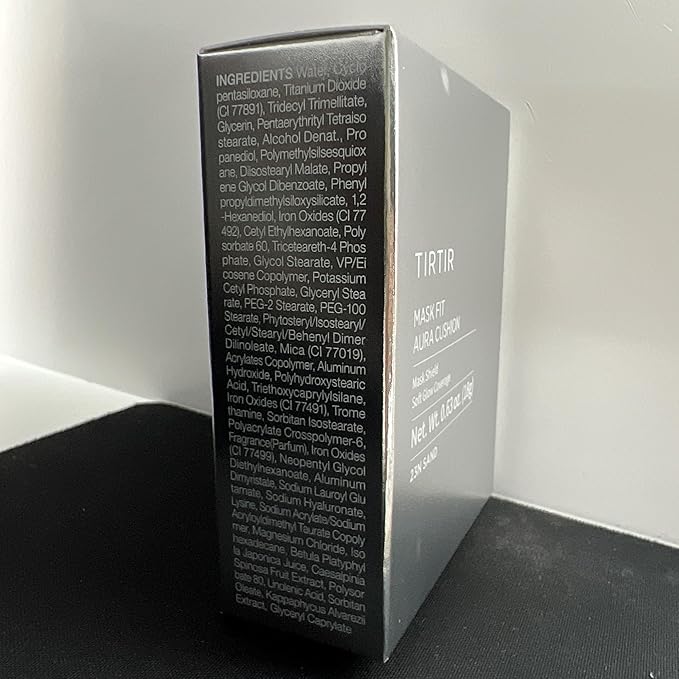 INGREDIENTS Water, Cyclo
pentasiloxane, Titanium Dioxide
(CI 77891), Tridecyl Trimellitate,
Glycerin, Pentaerythrityl Tetraiso
stearate, Alcohol Denat., Pro
panediol, Polymethylsilsesquiox
ane, Diisostearyl Malate, Propyl
ene Glycol Dibenzoate, Phenyl
propyldimethylsiloxysilicate, 1,2
-Hexanediol, Iron Oxides (CI 77
492), Cetyl Ethylhexanoate, Poly
sorbate 60, Triceteareth-4 Phos
phate, Glycol Stearate, VP/Ei
cosene Copolymer, Potassium
Cetyl Phosphate, Glyceryl Stea
rate, PEG-2 Stearate, PEG-100
Stearate, Phytosteryl/Isostearyl/
Cetyl/Stearyl/Behenyl Dimer
Dilinoleate, Mica (CI 77019),
Acrylates Copolymer, Aluminum
Hydroxide, Polyhydroxystearic
Acid, Triethoxycaprylylsilane,
Iron Oxides (CI 77491), Trome
thamine, Sorbitan Isostearate,
Polyacrylate Crosspolymer-6,
Fragrance(Parfum), Iron Oxides
(CI 77499), Neopentyl Glycol
Diethylhexanoate, Aluminum
Dimyristate, Sodium Lauroyl Glu
tamate, Sodium Hyaluronate,
Lysine, Sodium Acrylate/Sodium
Acryloyldimethyl Taurate Copoly
mer, Magnesium Chloride, Iso
hexadecane, Betula Platyphyl
la Japonica Juice, Caesalpinia
Spinosa Fruit Extract, Polysor
bate 80, Linolenic Acid, Sorbitan
Oleate, Kappaphycus Alvarezii
Extract, Glyceryl Caprylate
TIRTIR
MASK FIT
AURA CUSHION
Mask Shield
Soft Glow Coverage
Net. Wt. 0.63 oz. (18g)
23N SAND